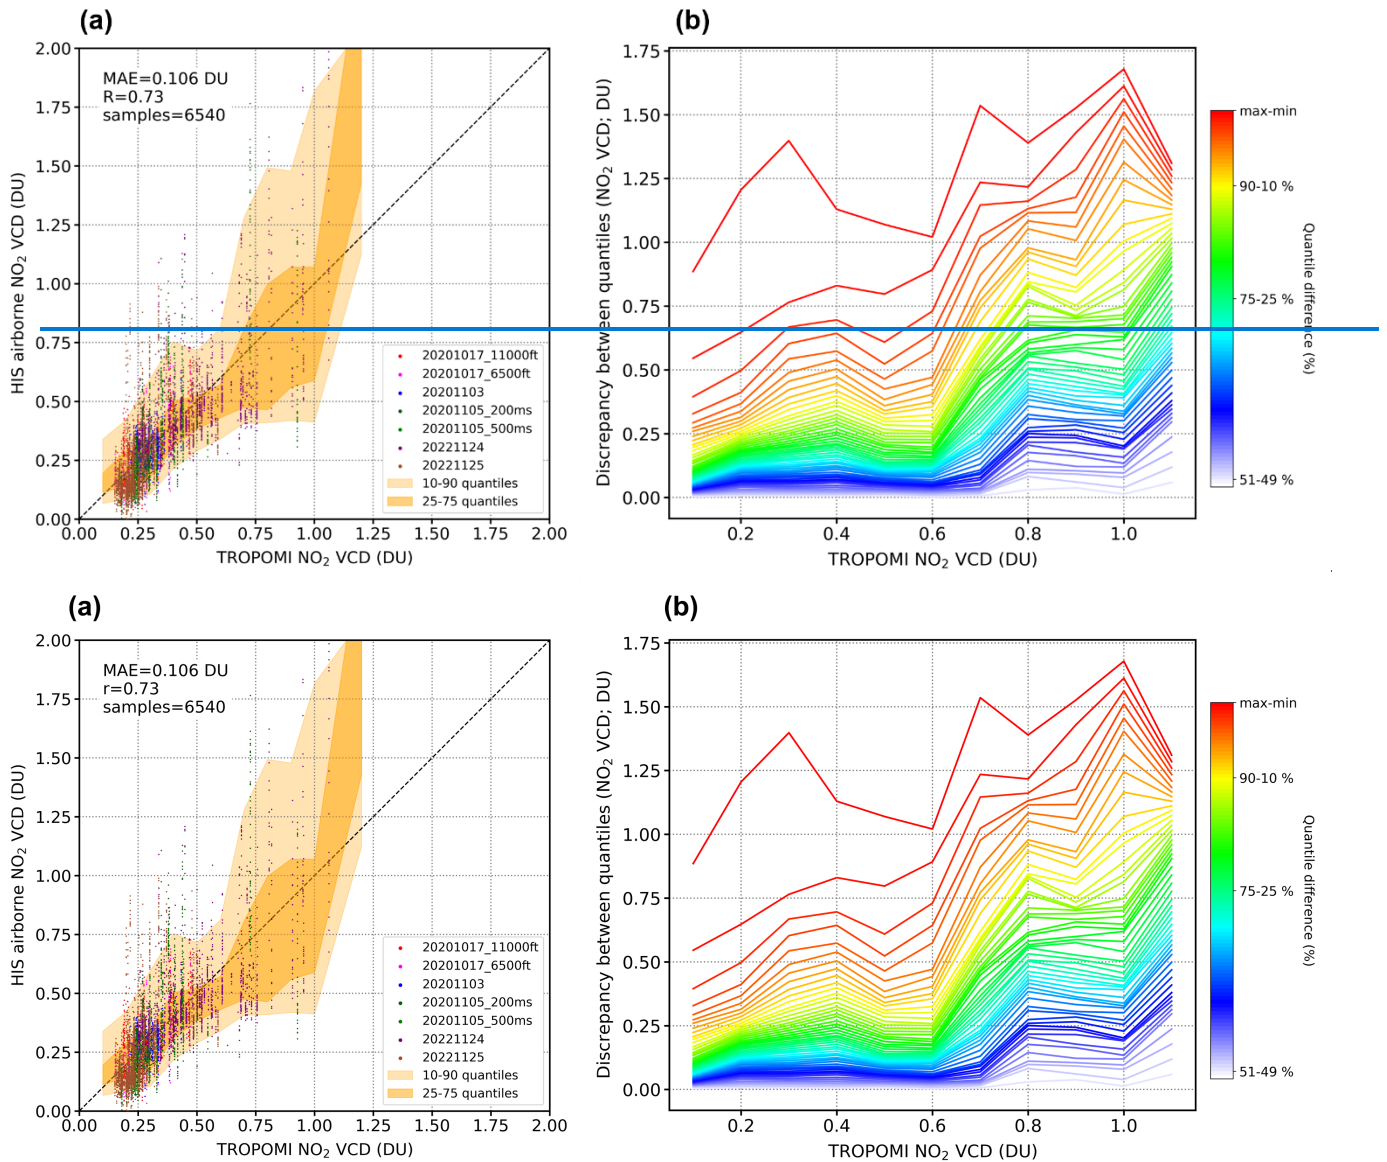 (a)
2.00
1.75
1.50
1.25
1.00
0.75
0.50
0.25
0.00
HIS airborne NO₂ VCD (DU)
MAE=0.106 DU
R=0.73
samples=6540
20201017_11000ft
20201017_6500ft
20201103
20201105_200ms
20201105_500ms
20221124
20221125
10-90 quantiles
25-75 quantiles
0.00 0.25 0.50 0.75 1.00 1.25 1.50 1.75 2.00
TROPOMI NO₂ VCD (DU)
(b)
1.75
1.50
1.25
1.00
0.75
0.50
0.25
0.00
Discrepancy between quantiles (NO₂ VCD; DU)
0.2 0.4 0.6 0.8 1.0
TROPOMI NO₂ VCD (DU)
max-min
90-10 %
75-25 %
51-49 %
Quantile difference (%)
(a)
2.00
1.75
1.50
1.25
1.00
0.75
0.50
0.25
0.00
HIS airborne NO₂ VCD (DU)
MAE=0.106 DU
r=0.73
samples=6540
20201017_11000ft
20201017_6500ft
20201103
20201105_200ms
20201105_500ms
20221124
20221125
10-90 quantiles
25-75 quantiles
0.00 0.25 0.50 0.75 1.00 1.25 1.50 1.75 2.00
TROPOMI NO₂ VCD (DU)
(b)
1.75
1.50
1.25
1.00
0.75
0.50
0.25
0.00
Discrepancy between quantiles (NO₂ VCD; DU)
0.2 0.4 0.6 0.8 1.0
TROPOMI NO₂ VCD (DU)
max-min
90-10 %
75-25 %
51-49 %
Quantile difference (%)